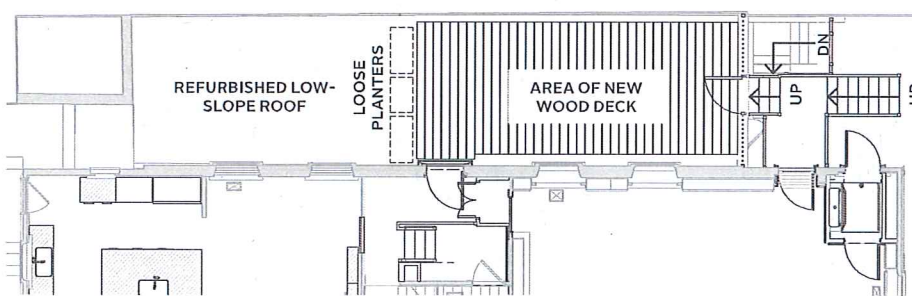 REFURBISHED LOW-
SLOPE ROOF
LOOSE
PLANTERS
AREA OF NEW
WOOD DECK
DN
UP